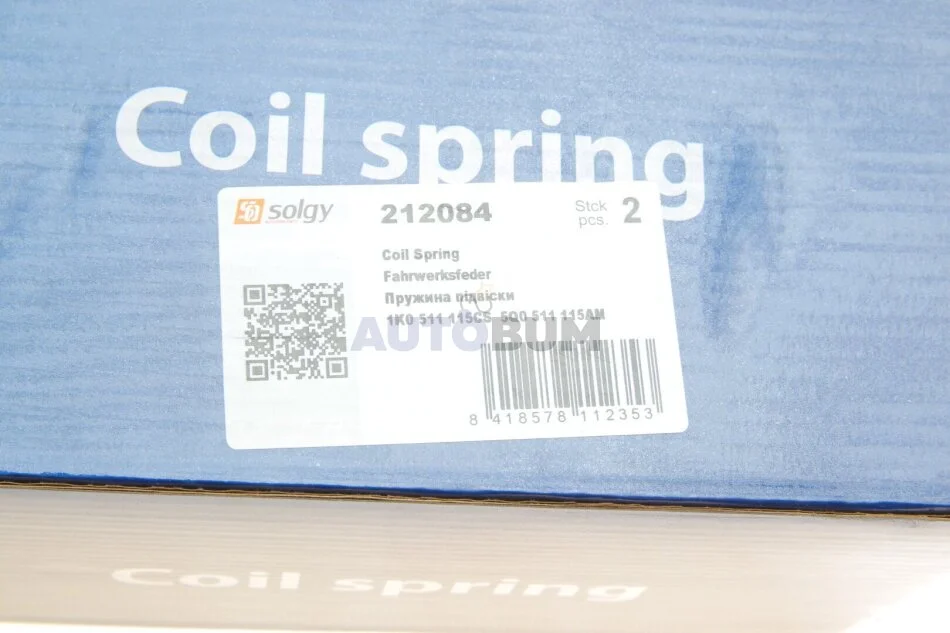 Coil spring
solgy
212084
Stck
pcs. 2
Coil Spring
Fahrwerksfeder
Пружина підвіски
1K0 511 115CS 5Q0 511 115AM
AUTOBUM
8 418578 112353
Coil spring